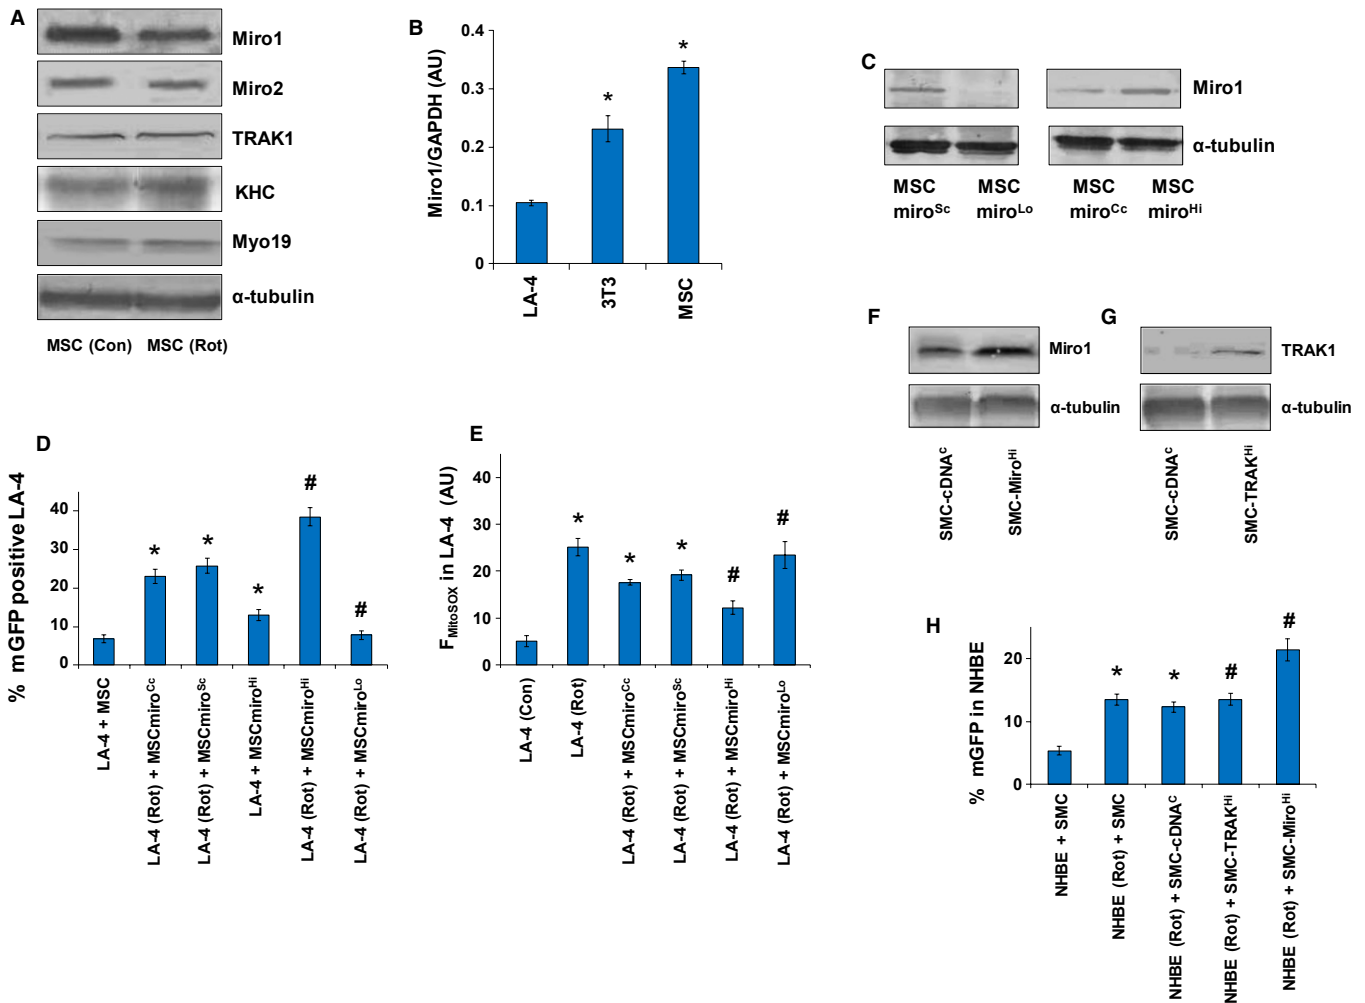 A
Miro1
Miro2
TRAK1
KHC
Myo19
α-tubulin
MSC (Con) MSC (Rot)
B
Miro1/GAPDH (AU)
0.4
0.3
0.2
0.1
0
*
*
LA-4
3T3
MSC
C
Miro1
α-tubulin
MSC miroSc
MSC miroLo
MSC miroCc
MSC miroHi
D
% mGFP positive LA-4
40
30
20
10
0
*
*
*
#
#
LA-4 + MSC
LA-4 (Rot) + MSCmiroCc
LA-4 (Rot) + MSCmiroSc
LA-4 + MSCmiroHi
LA-4 (Rot) + MSCmiroHi
LA-4 (Rot) + MSCmiroLo
E
FMitoSOX in LA-4 (AU)
40
30
20
10
0
*
*
*
#
#
LA-4 (Con)
LA-4 (Rot)
LA-4 (Rot) + MSCmiroCc
LA-4 (Rot) + MSCmiroSc
LA-4 (Rot) + MSCmiroHi
LA-4 (Rot) + MSCmiroLo
F
Miro1
α-tubulin
SMC-cDNAC
SMC-MiroHi
G
TRAK1
α-tubulin
SMC-cDNAC
SMC-TRAKHi
H
% mGFP in NHBE
20
10
0
*
*
#
#
NHBE + SMC
NHBE (Rot) + SMC
NHBE (Rot) + SMC-cDNAC
NHBE (Rot) + SMC-TRAKHi
NHBE (Rot) + SMC-MiroHi